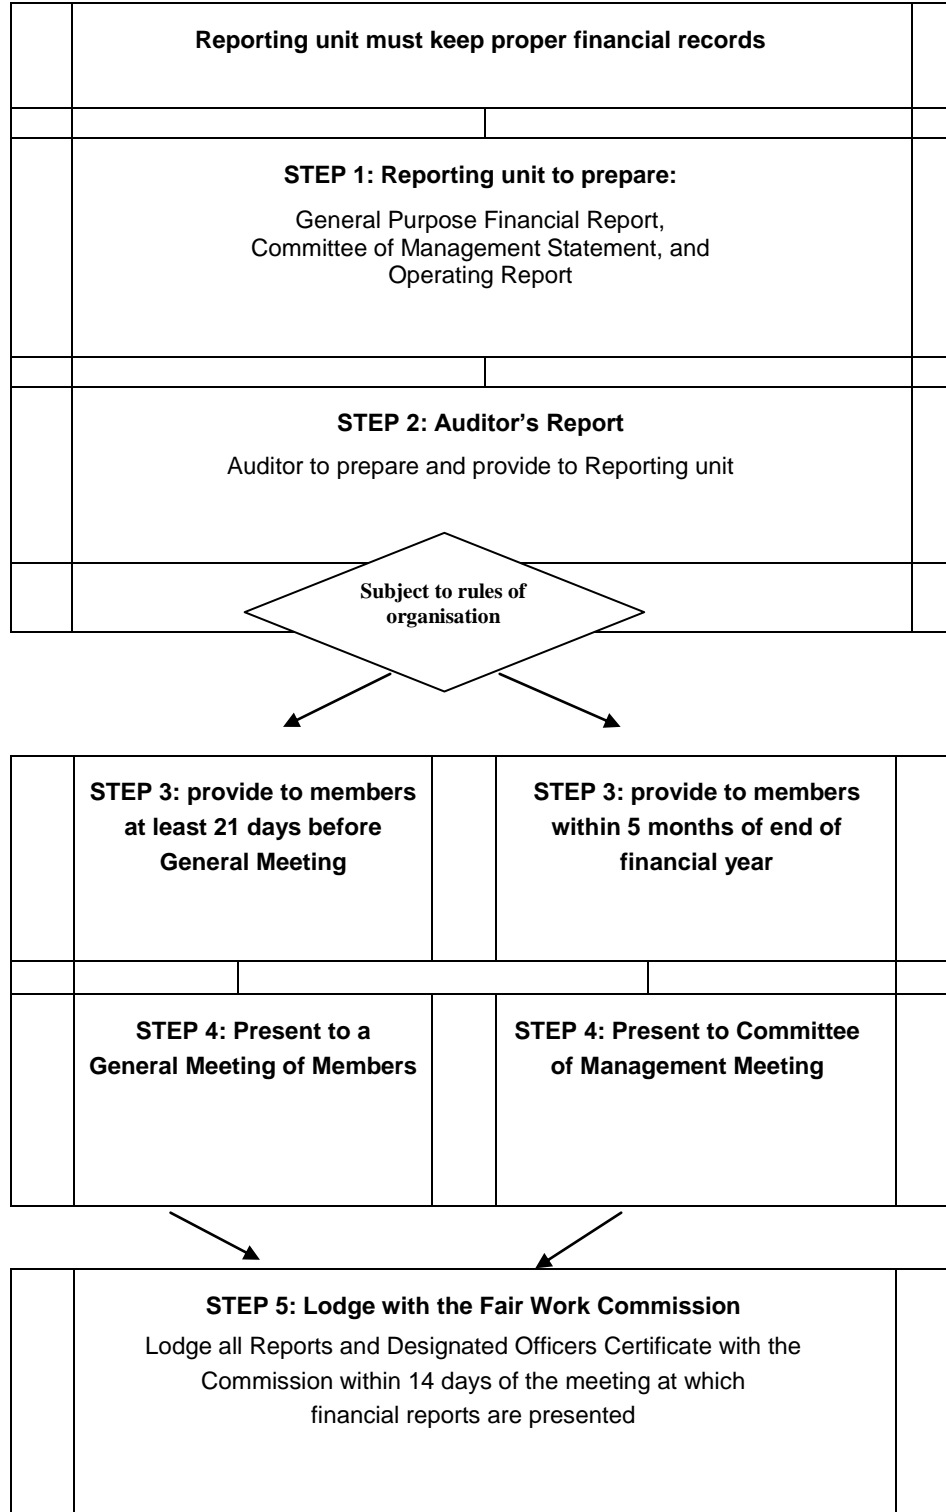 Reporting unit must keep proper financial records
STEP 1: Reporting unit to prepare:
General Purpose Financial Report,
Committee of Management Statement, and
Operating Report
STEP 2: Auditor’s Report
Auditor to prepare and provide to Reporting unit
Subject to rules of
organisation
STEP 3: provide to members
at least 21 days before
General Meeting
STEP 3: provide to members
within 5 months of end of
financial year
STEP 4: Present to a
General Meeting of Members
STEP 4: Present to Committee
of Management Meeting
STEP 5: Lodge with the Fair Work Commission
Lodge all Reports and Designated Officers Certificate with the
Commission within 14 days of the meeting at which
financial reports are presented